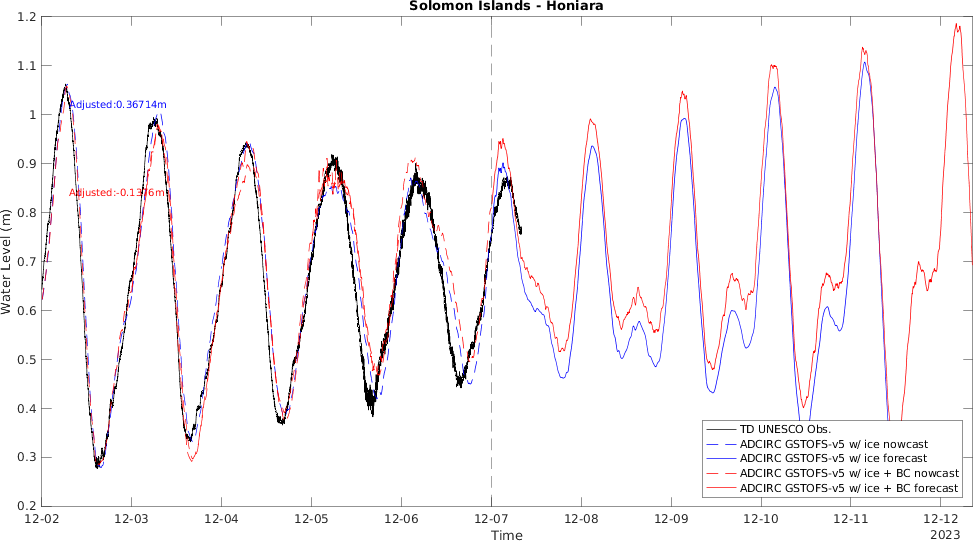 Solomon Islands - Honiara
Water Level (m)
1.2
1.1
1
0.9
0.8
0.7
0.6
0.5
0.4
0.3
0.2
Adjusted:0.36714m
TD UNESCO Obs.
ADCIRC GSTOFS-v5 w/ ice nowcast
ADCIRC GSTOFS-v5 w/ ice forecast
ADCIRC GSTOFS-v5 w/ ice + BC nowcast
ADCIRC GSTOFS-v5 w/ ice + BC forecast
12-02 12-03 12-04 12-05 12-06 12-07 12-08 12-09 12-10 12-11 12-12
2023
Time